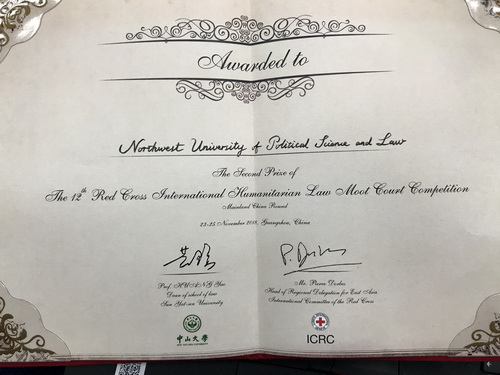 Awarded to
Northwest University of Political Science and Law
The Second Prize of
The 12th Red Cross International Humanitarian Law Moot Court Competition
Mainland China Round
23-25 November 2018, Guangzhou, China
Prof. HUANG Yao
Dean of school of law
Sun Yat-sen University
Mr. Pierre Dorbes
Head of Regional Delegation for East Asia
International Committee of the Red Cross
中山大學
ICRC